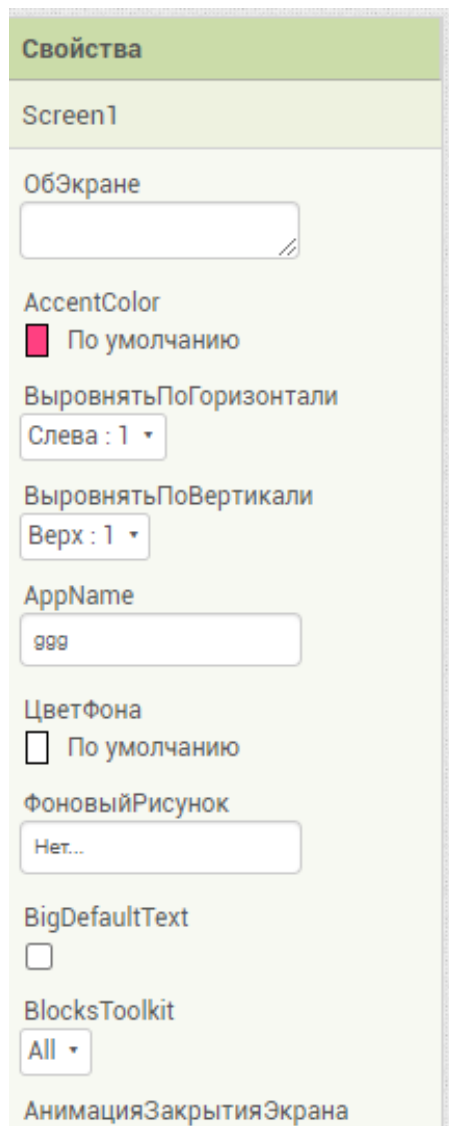 Свойства
Screen1
ОбЭкране
AccentColor
По умолчанию
ВыровнятьПоГоризонтали
Слева : 1
ВыровнятьПоВертикали
Верх : 1
AppName
ggg
ЦветФона
По умолчанию
ФоновыйРисунок
Нет...
BigDefaultText
BlocksToolkit
All
АнимацияЗакрытияЭкрана